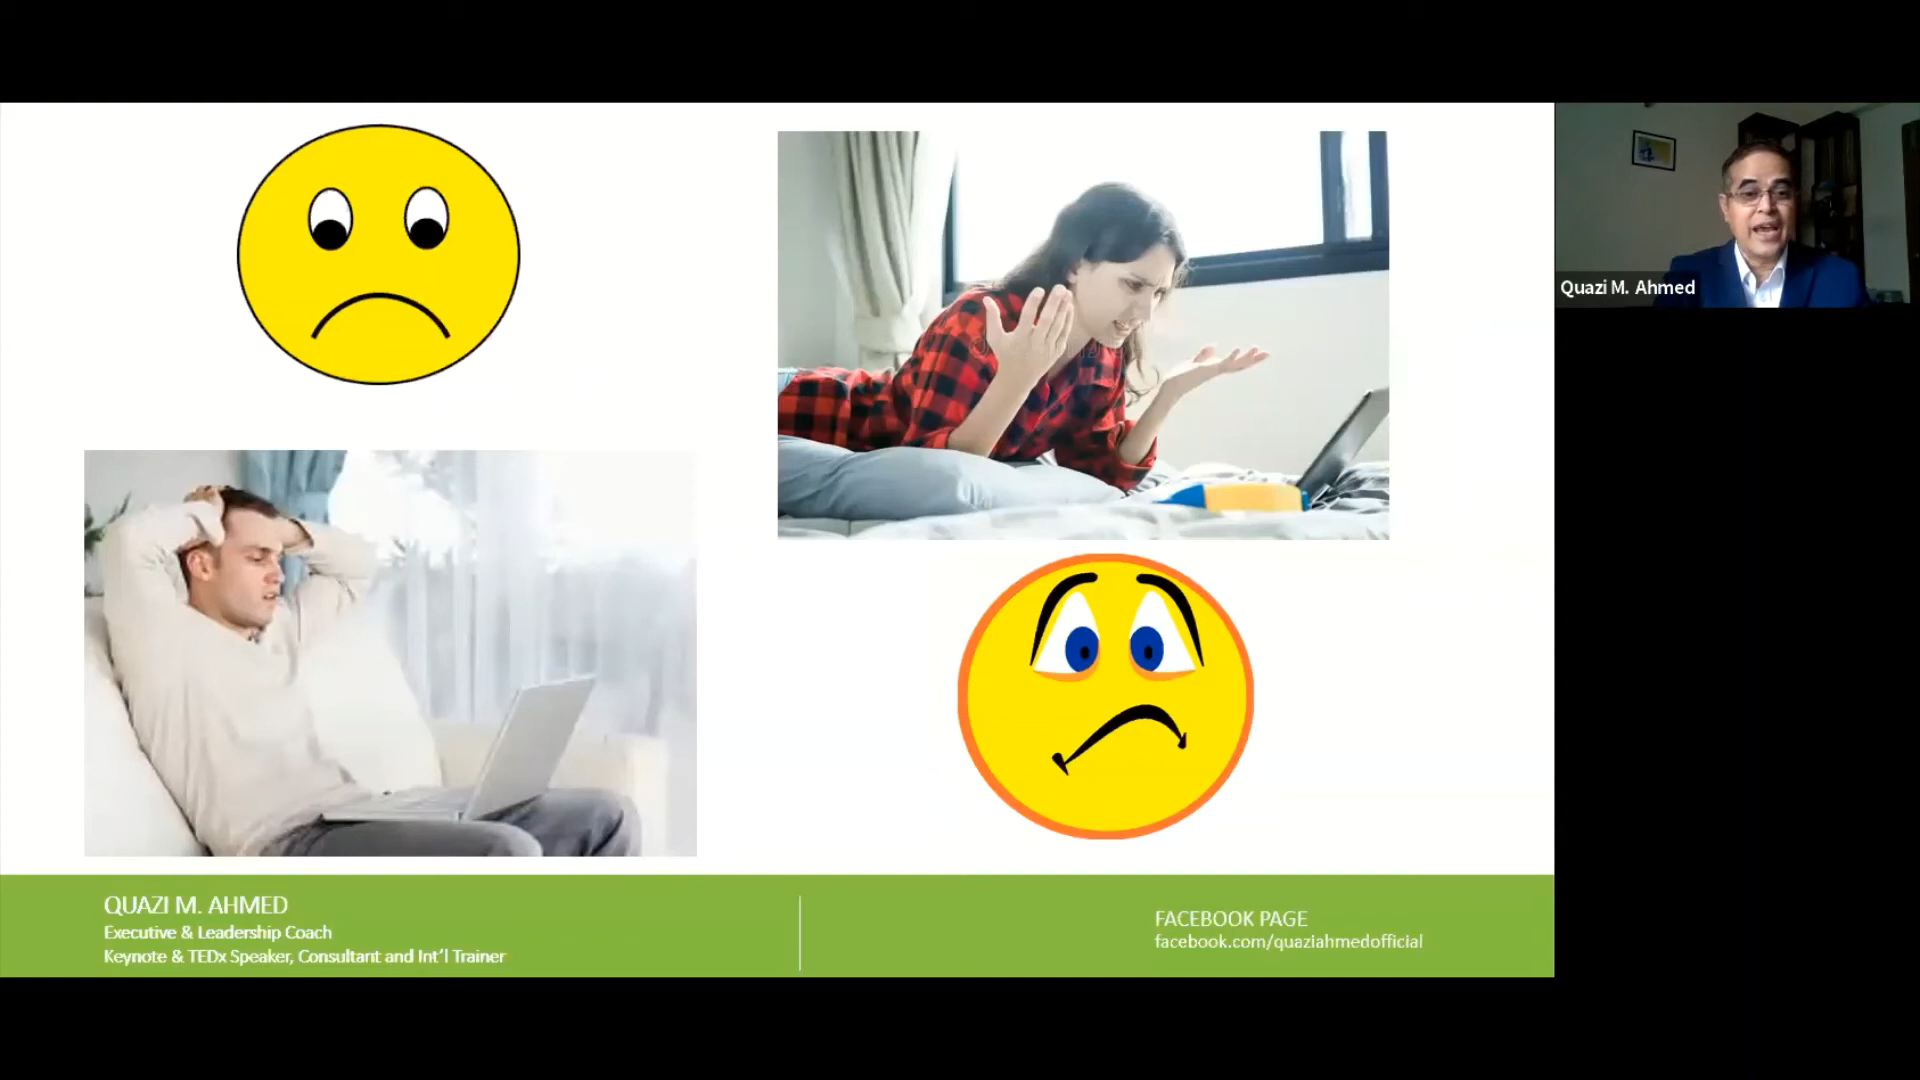 Quazi M. Ahmed
QUAZI M. AHMED
Executive & Leadership Coach
Keynote & TEDx Speaker, Consultant and Int'l Trainer
FACEBOOK PAGE
facebook.com/quaziahmedofficial